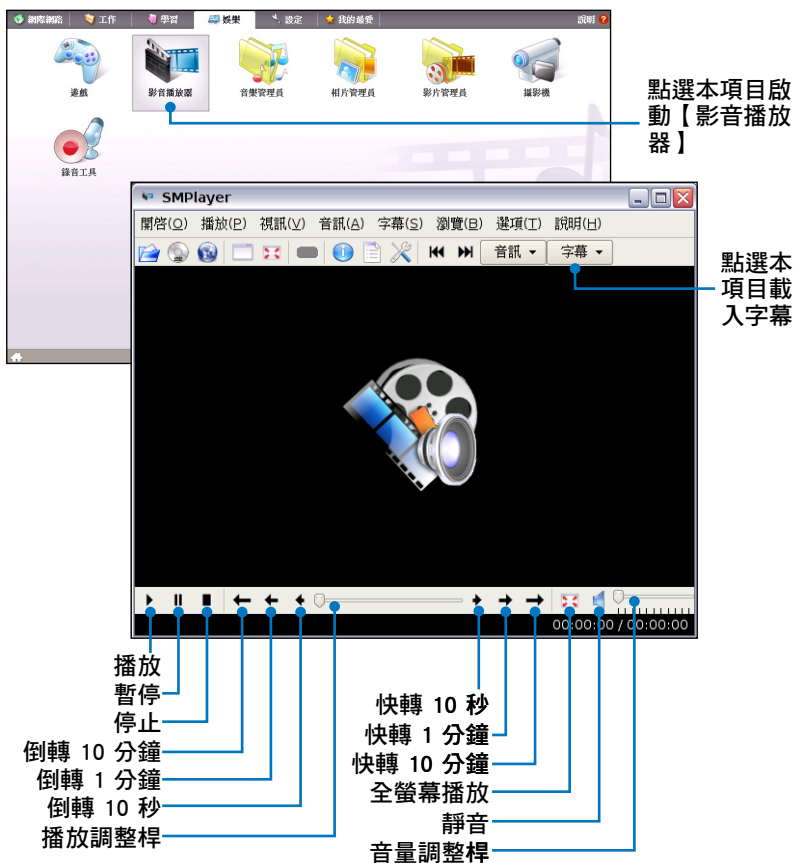 網際網路 工作 學習 娛樂 設定 我的最愛 說明
遊戲 影音播放器 音樂管理員 相片管理員 影片管理員 攝影機
錄音工具
點選本項目啟
動【影音播放
器】
SMPlayer
開啓(O) 播放(P) 視訊(V) 音訊(A) 字幕(S) 瀏覽(B) 選項(T) 說明(H)
音訊 字幕
點選本
項目載
入字幕
00:00:00 / 00:00:00
播放
暫停
停止
倒轉 10 分鐘
倒轉 1 分鐘
倒轉 10 秒
播放調整桿
快轉 10 秒
快轉 1 分鐘
快轉 10 分鐘
全螢幕播放
靜音
音量調整桿